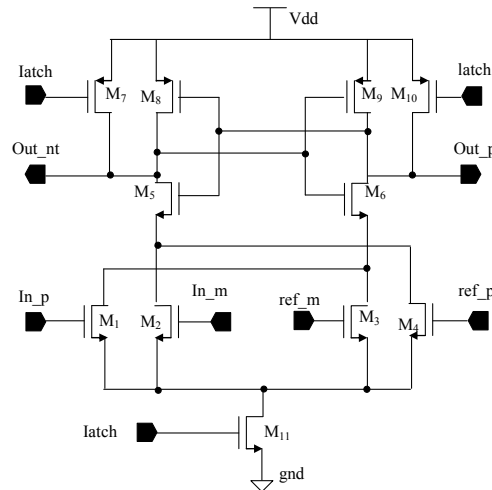 Vdd
Iatch
M7
M8
M9
M10
latch
Out_nt
Out_p
M5
M6
In_p
In_m
ref_m
ref_p
M1
M2
M3
M4
Iatch
M11
gnd